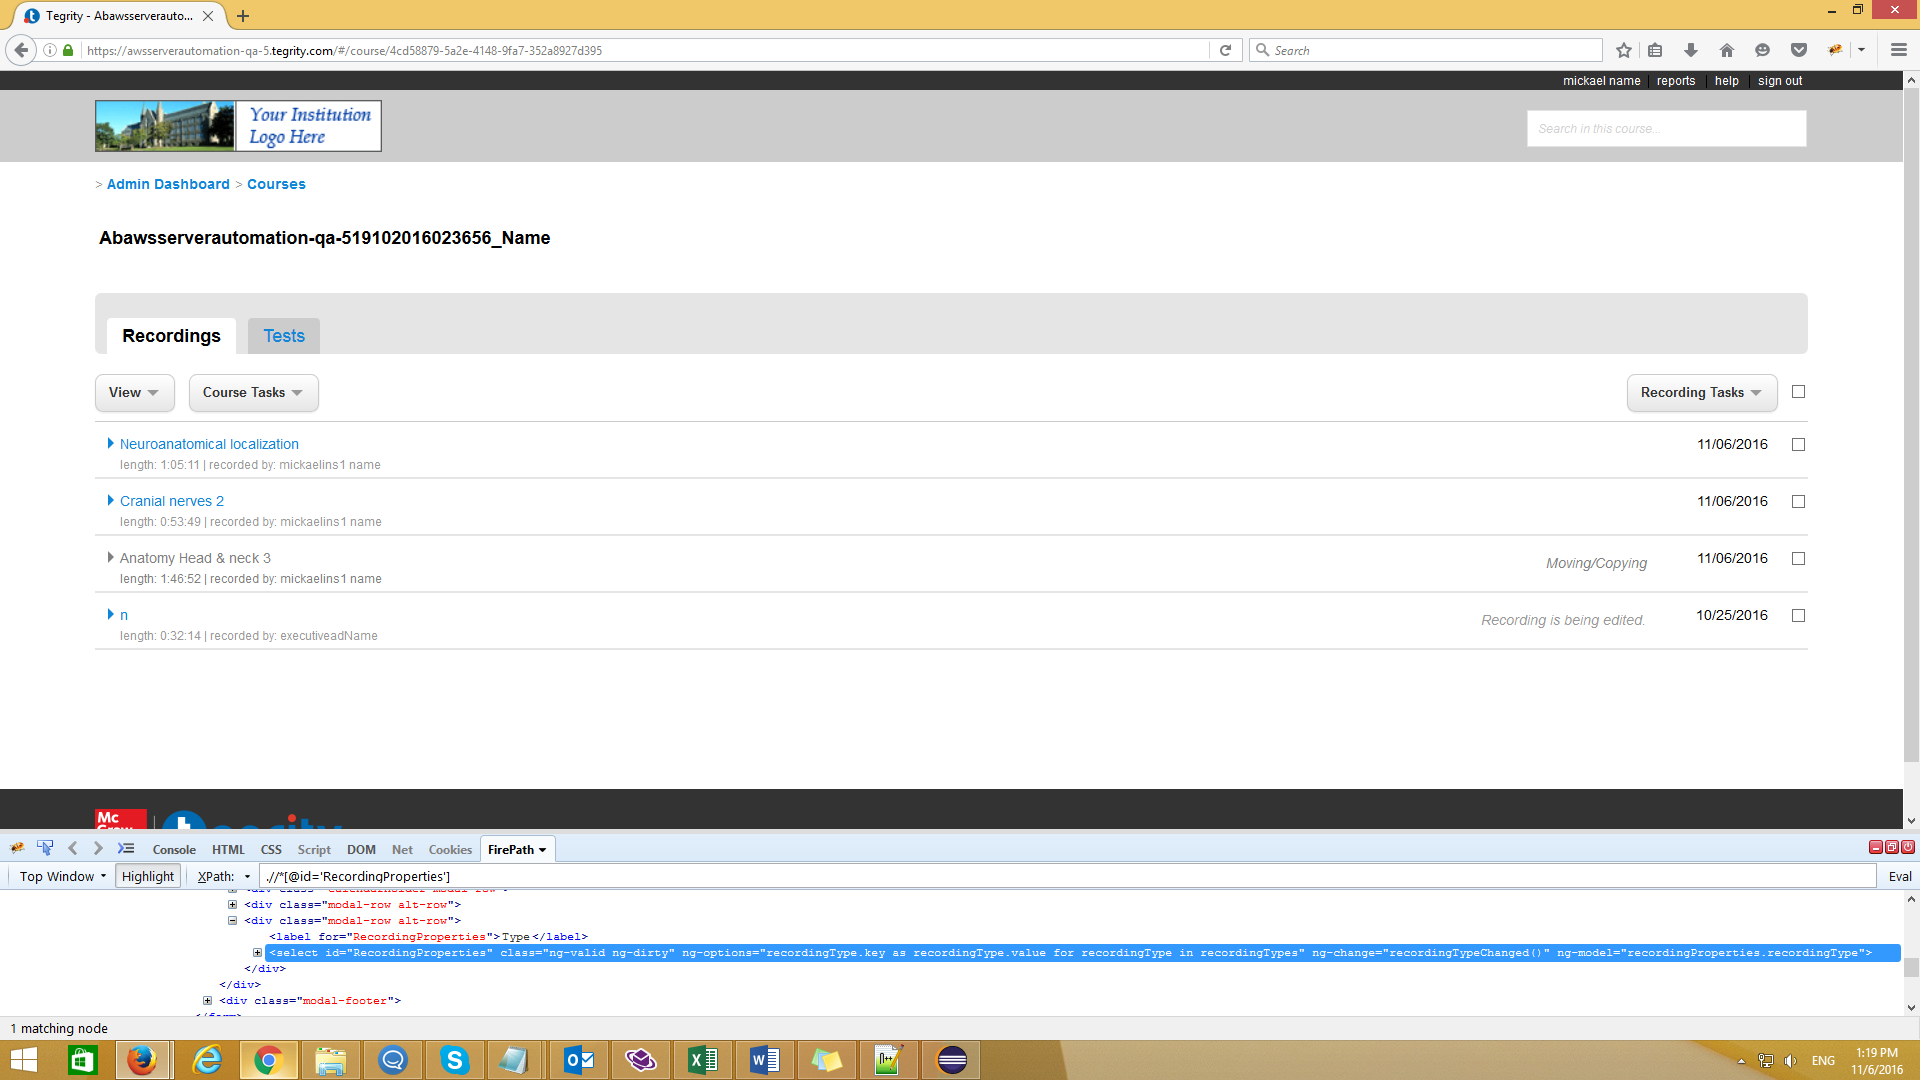 Tegrity - Abawsserverauto...
https://awsserverautomation-qa-5.tegrity.com/#/course/4cd58879-5a2e-4148-9fa7-352a8927d395
Search
mickael name | reports | help | sign out
Your Institution
Logo Here
Search in this course...
> Admin Dashboard > Courses
Abawsserverautomation-qa-519102016023656_Name
Recordings Tests
View Course Tasks Recording Tasks
Neuroanatomical localization 11/06/2016
length: 1:05:11 | recorded by: mickaelins1 name
Cranial nerves 2 11/06/2016
length: 0:53:49 | recorded by: mickaelins1 name
Anatomy Head & neck 3 Moving/Copying 11/06/2016
length: 1:46:52 | recorded by: mickaelins1 name
n Recording is being edited. 10/25/2016
length: 0:32:14 | recorded by: executiveadName
Mc
Console HTML CSS Script DOM Net Cookies FirePath
Top Window Highlight XPath: .//*[@id='RecordingProperties'] Eval
<div class="modal-row alt-row">
<div class="modal-row alt-row">
<label for="RecordingProperties">Type</label>
<select id="RecordingProperties" class="ng-valid ng-dirty" ng-options="recordingType.key as recordingType.value for recordingType in recordingTypes" ng-change="recordingTypeChanged()" ng-model="recordingProperties.recordingType">
</div>
</div>
<div class="modal-footer">
1 matching node
ENG
1:19 PM
11/6/2016